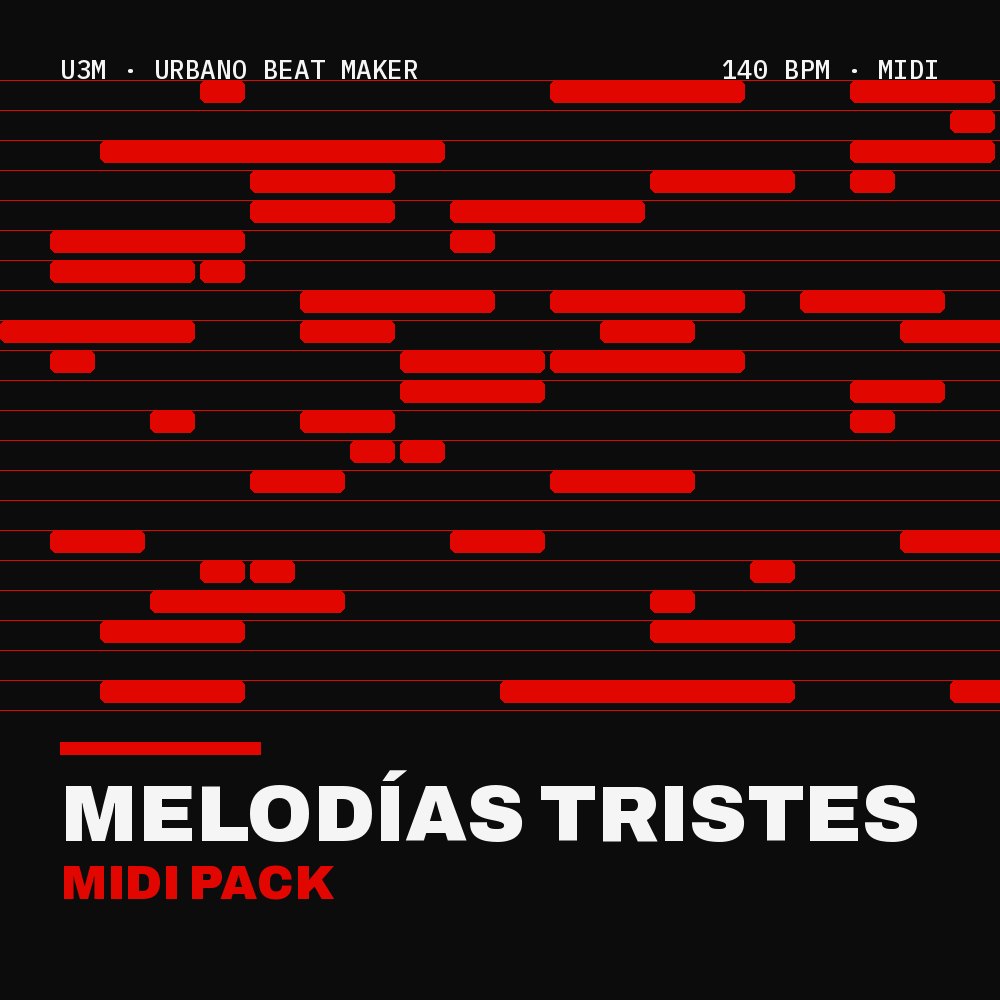 U3M · URBANO BEAT MAKER
140 BPM · MIDI
MELODÍAS TRISTES
MIDI PACK